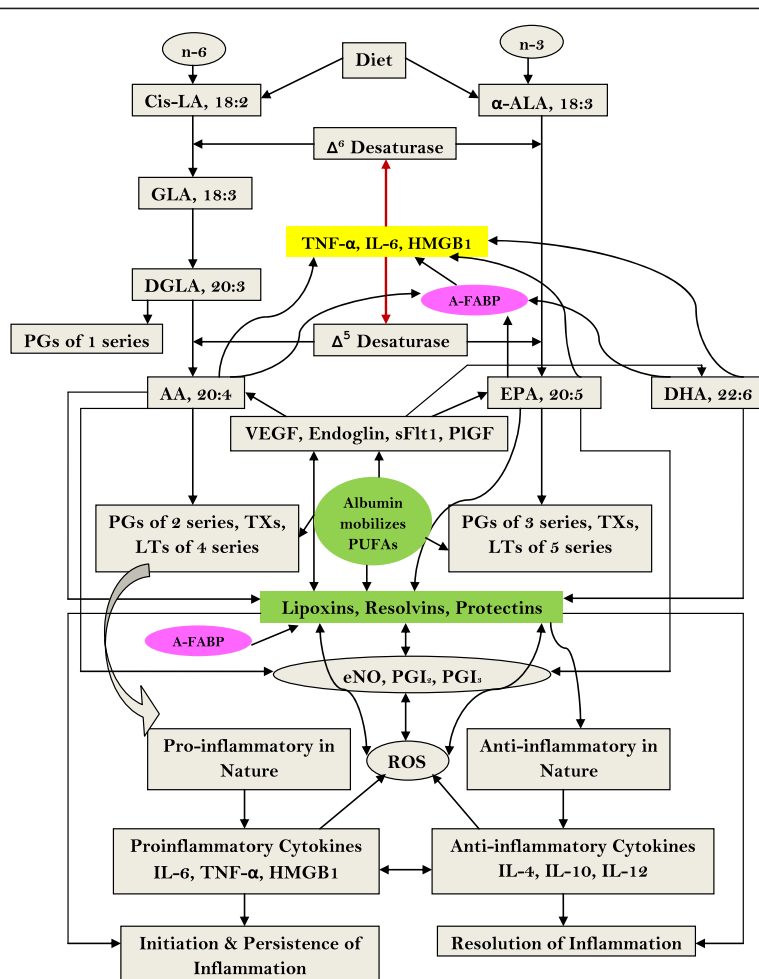 n-6
n-3
Diet
Cis-LA, 18:2
α-ALA, 18:3
Δ⁶ Desaturase
GLA, 18:3
TNF-α, IL-6, HMGB1
DGLA, 20:3
A-FABP
PGs of 1 series
Δ⁵ Desaturase
AA, 20:4
EPA, 20:5
DHA, 22:6
VEGF, Endoglin, sFlt1, PlGF
Albumin
mobilizes
PUFAs
PGs of 2 series, TXs,
LTs of 4 series
PGs of 3 series, TXs,
LTs of 5 series
Lipoxins, Resolvins, Protectins
A-FABP
eNO, PGI₂, PGI₃
Pro-inflammatory in
Nature
ROS
Anti-inflammatory in
Nature
Proinflammatory Cytokines
IL-6, TNF-α, HMGB1
Anti-inflammatory Cytokines
IL-4, IL-10, IL-12
Initiation & Persistence of
Inflammation
Resolution of Inflammation